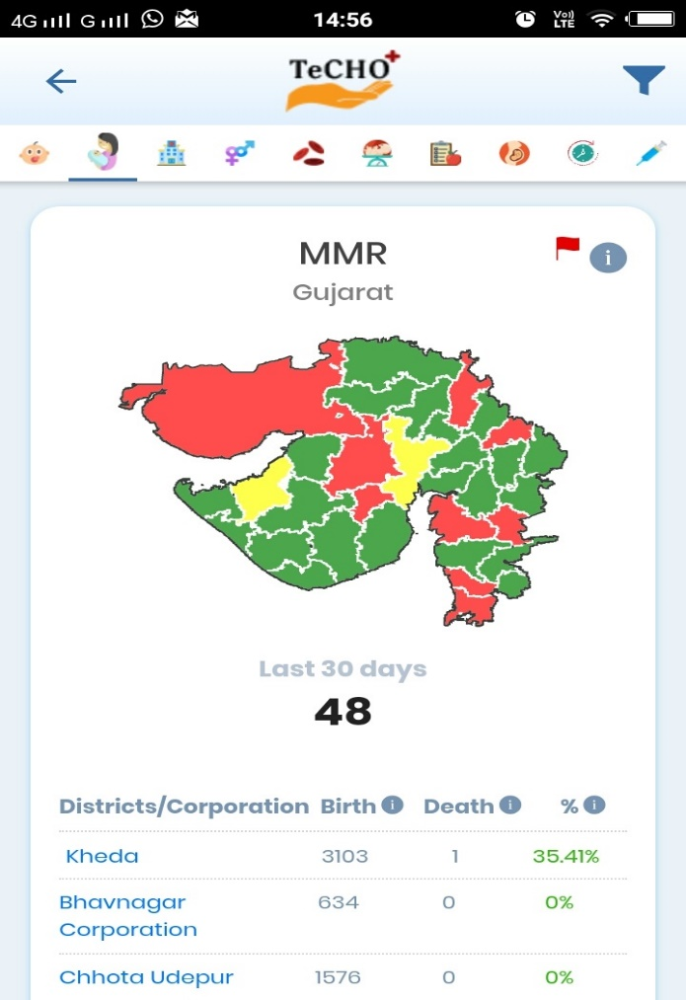 4G G 14:56 Vo) LTE
TeCHO+
MMR
Gujarat
Last 30 days
48
Districts/Corporation Birth i Death i % i
Kheda 3103 1 35.41%
Bhavnagar 634 0 0%
Corporation
Chhota Udepur 1576 0 0%